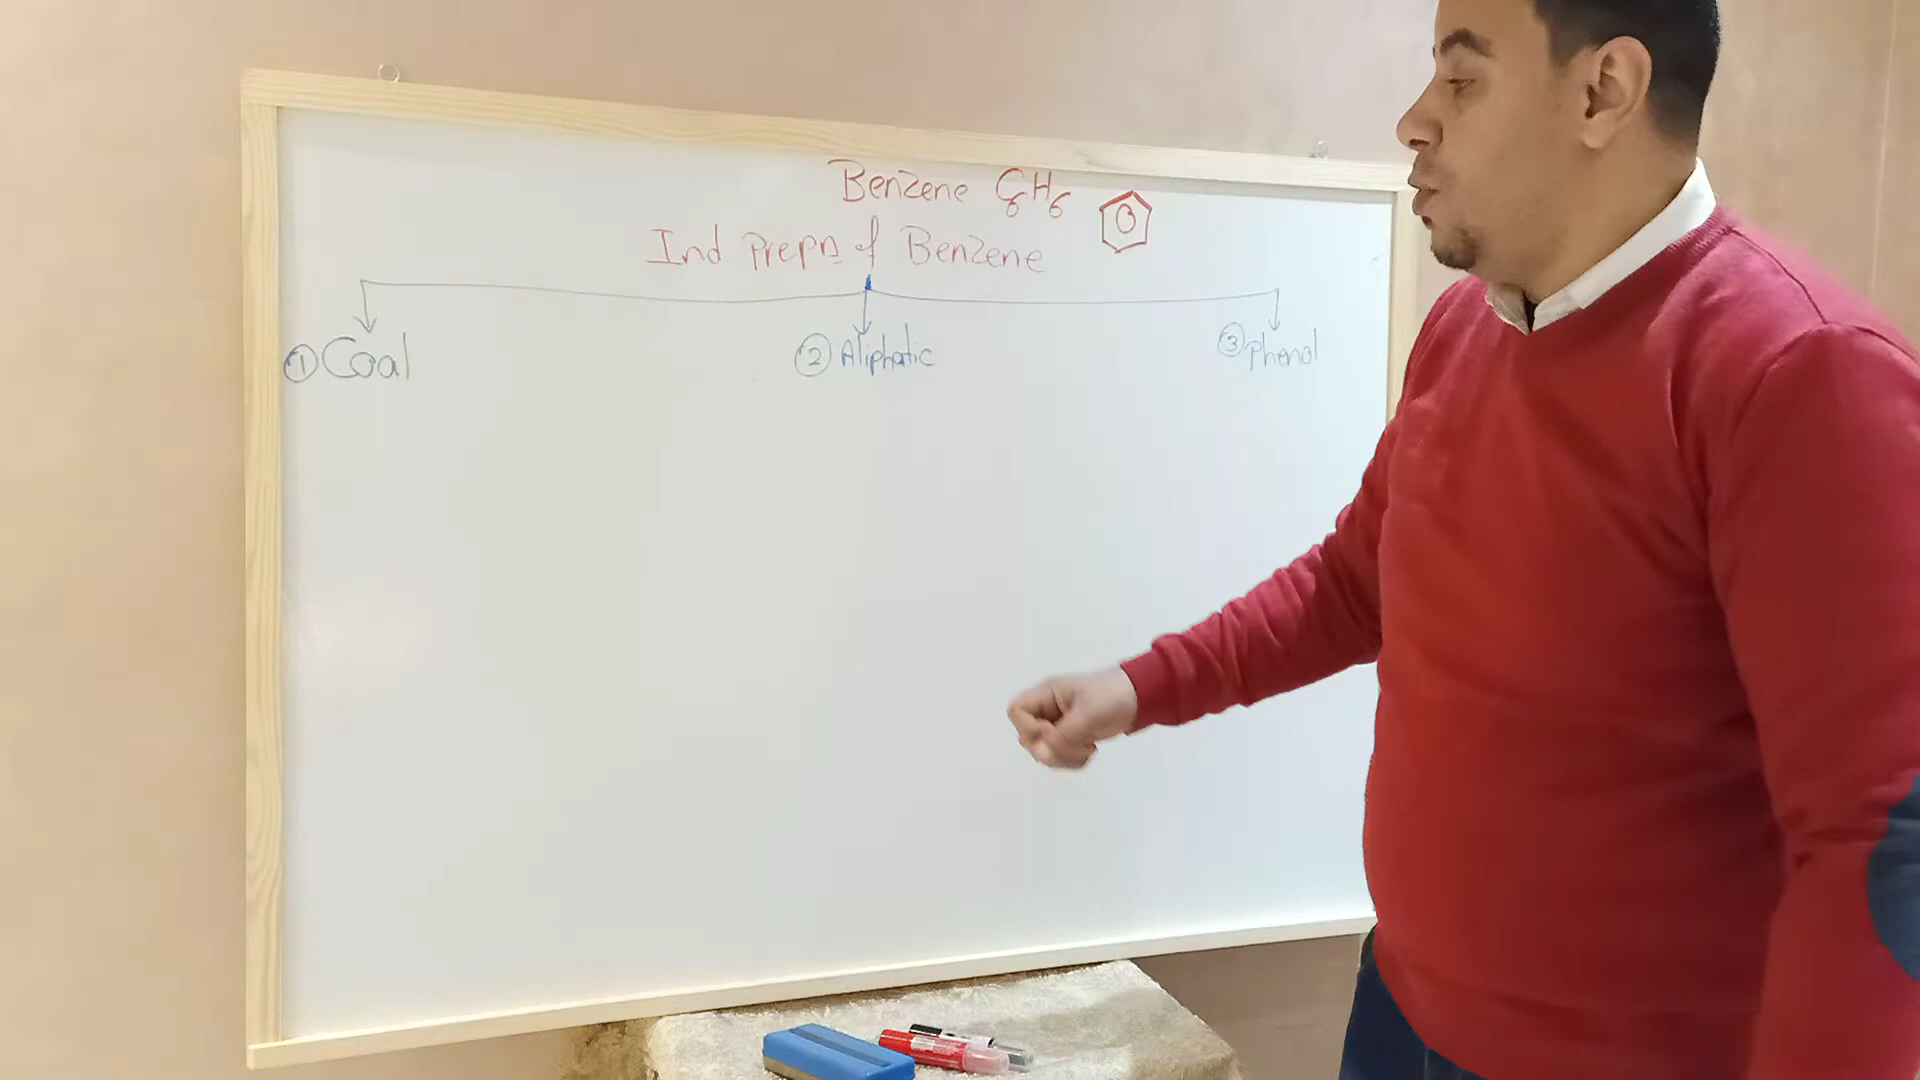 Benzene C6H6
Ind Prepn of Benzene
① Coal
② Aliphatic
③ phenol